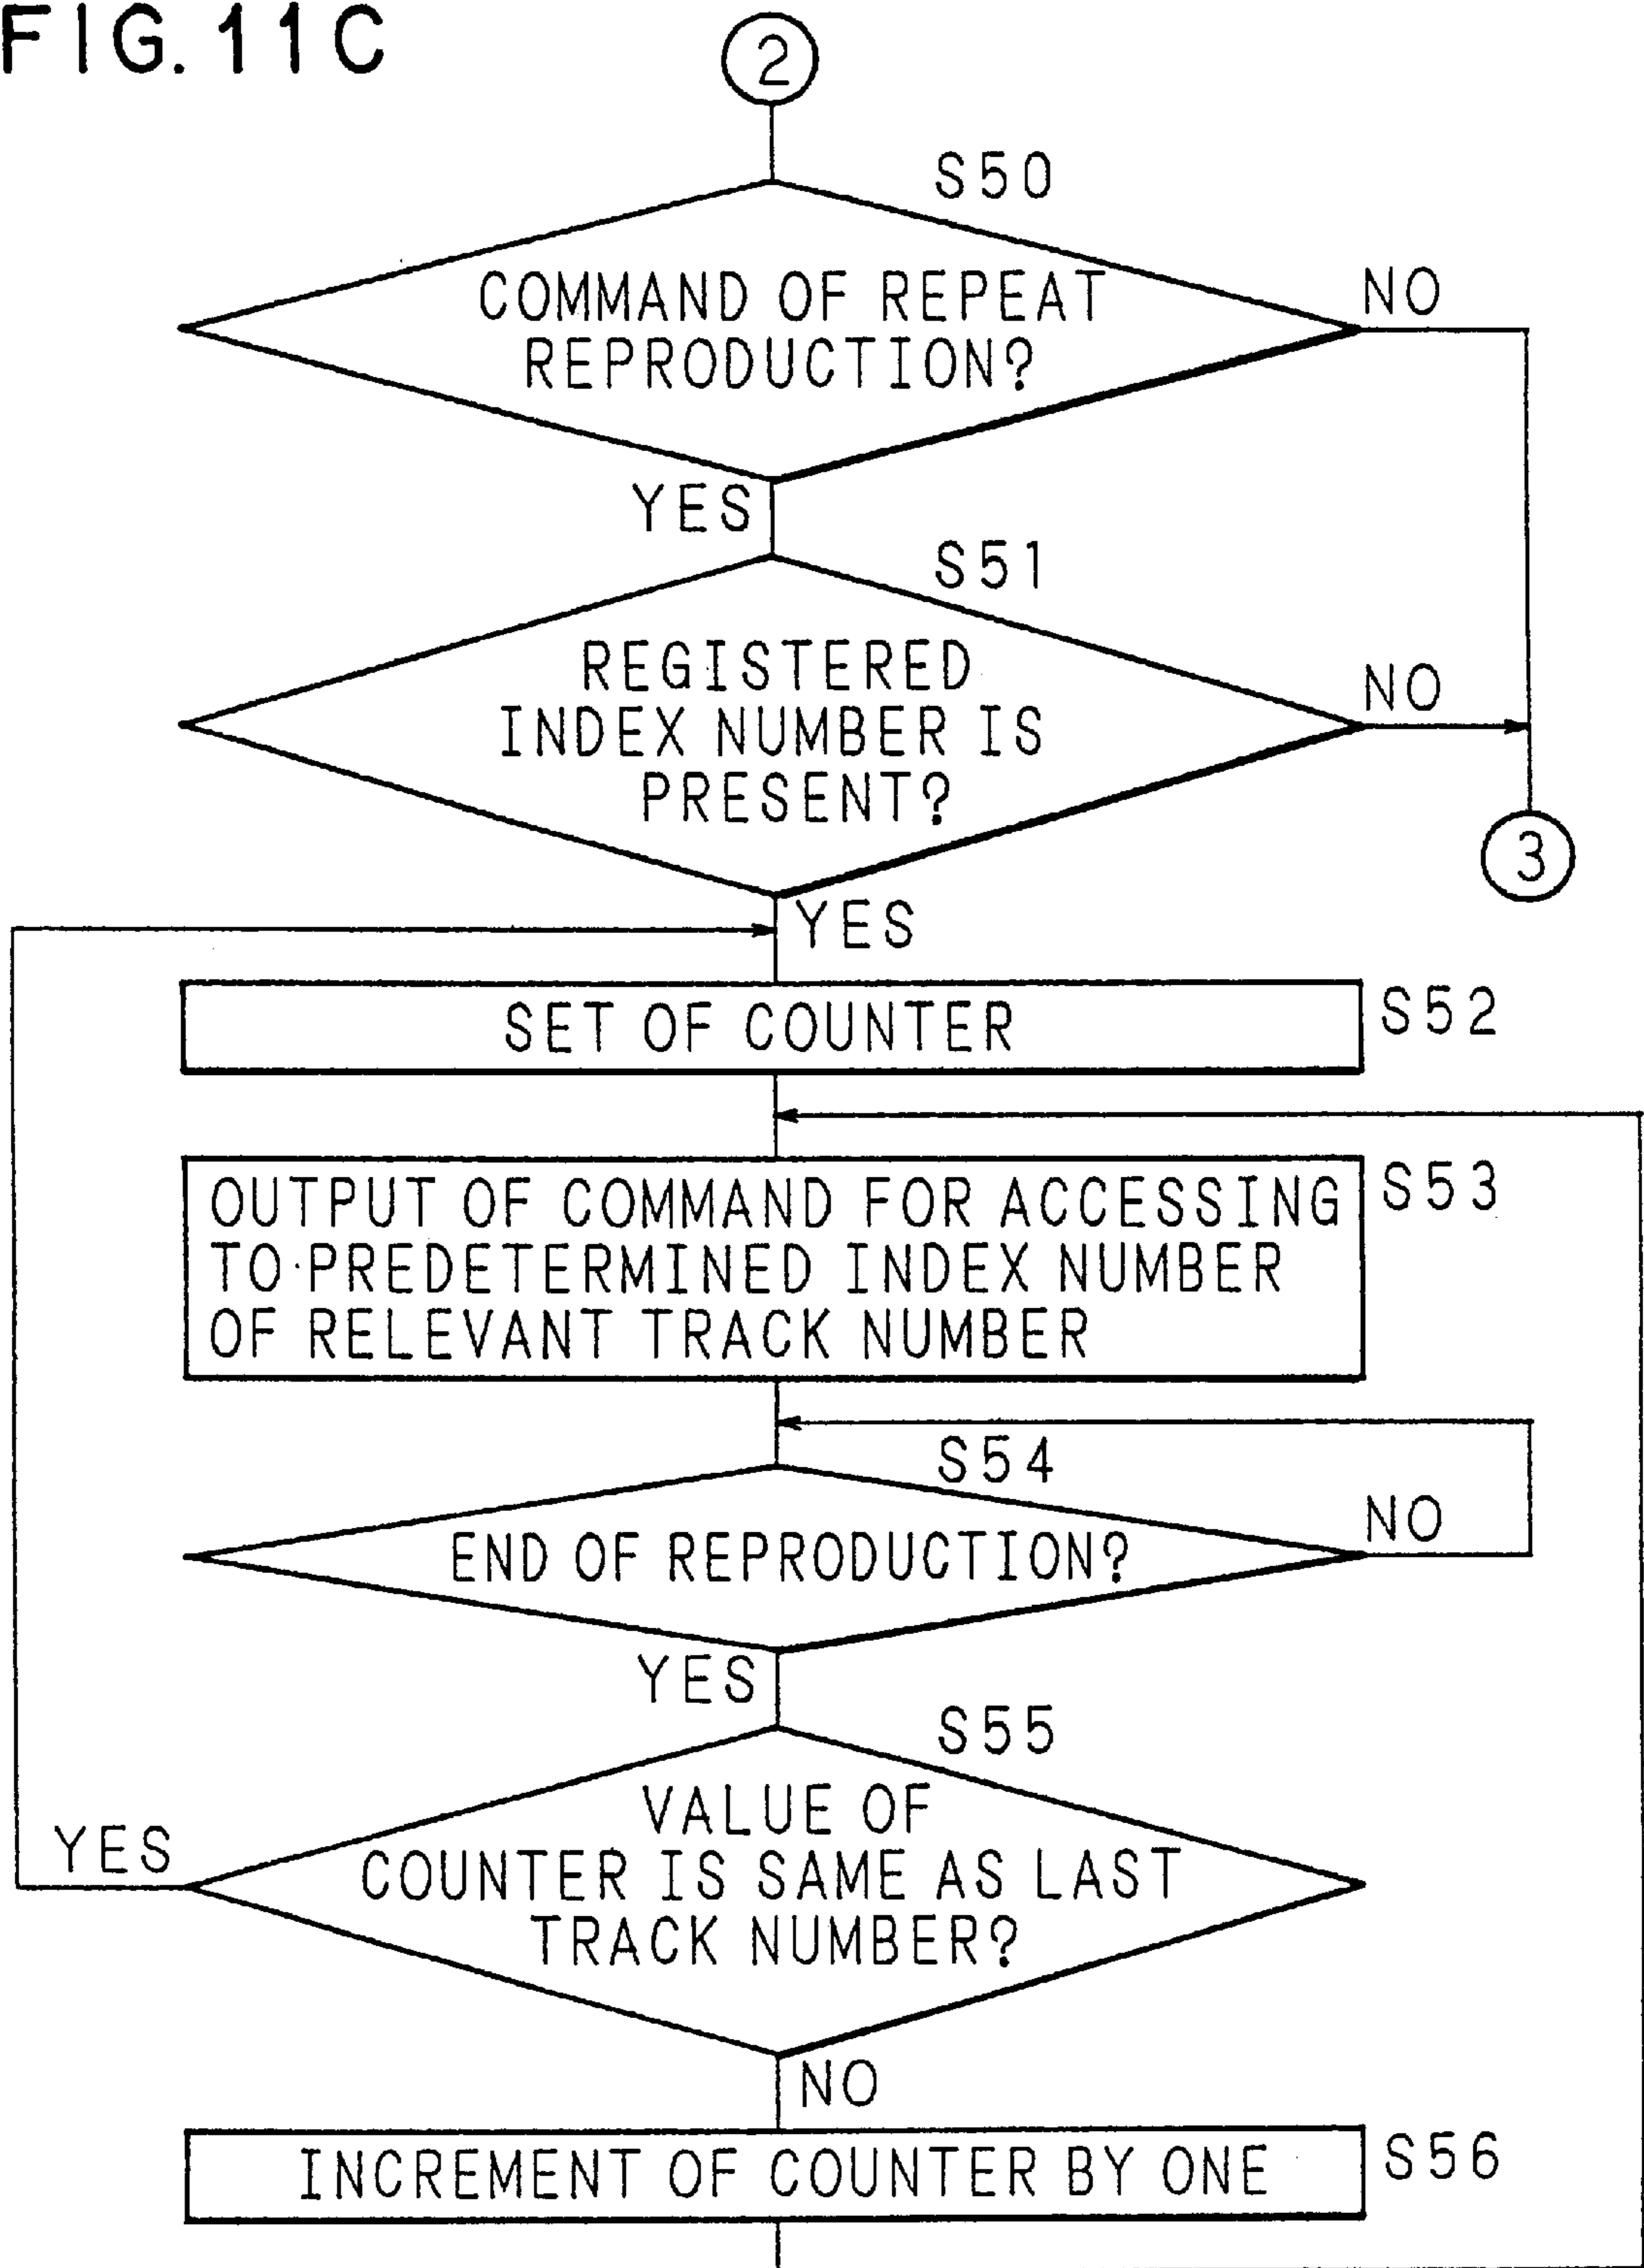 FIG. 11C
2
S50
COMMAND OF REPEAT
REPRODUCTION?
NO
YES
S51
REGISTERED
INDEX NUMBER IS
PRESENT?
NO
3
YES
SET OF COUNTER
S52
OUTPUT OF COMMAND FOR ACCESSING
TO PREDETERMINED INDEX NUMBER
OF RELEVANT TRACK NUMBER
S53
S54
END OF REPRODUCTION?
NO
YES
S55
VALUE OF
COUNTER IS SAME AS LAST
TRACK NUMBER?
YES
NO
INCREMENT OF COUNTER BY ONE
S56